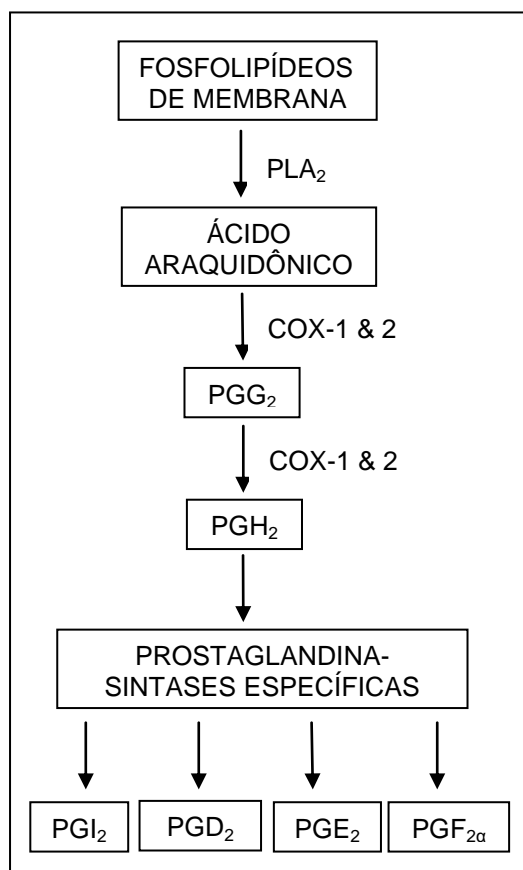 FOSFOLIPÍDEOS
DE MEMBRANA
PLA₂
ÁCIDO
ARAQUIDÔNICO
COX-1 & 2
PGG₂
COX-1 & 2
PGH₂
PROSTAGLANDINA-
SINTASES ESPECÍFICAS
PGI₂ PGD₂ PGE₂ PGF₂α